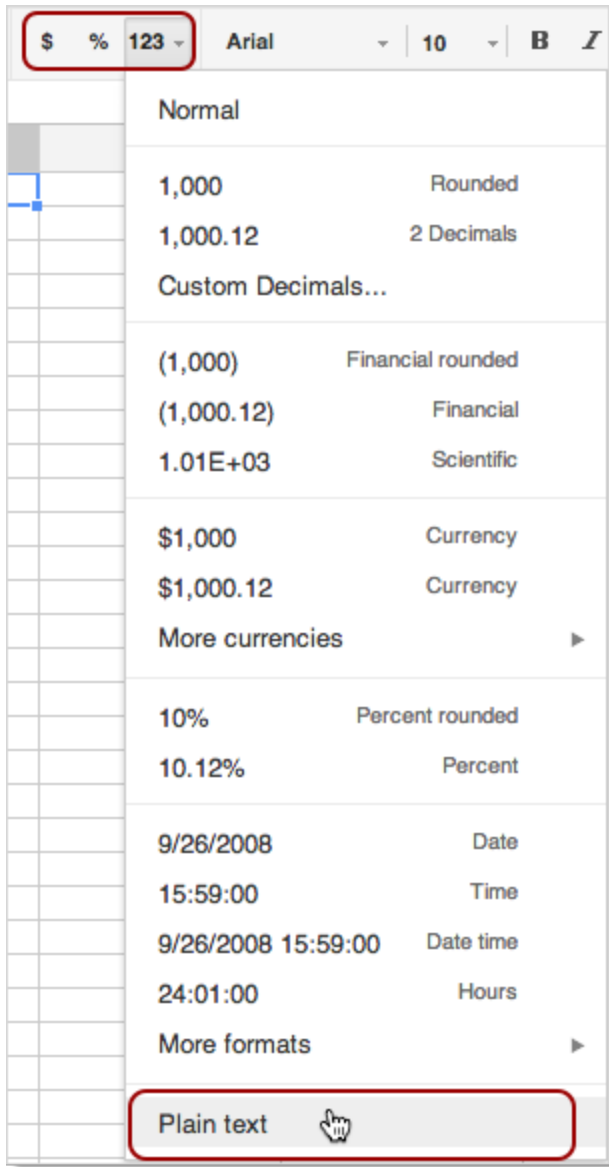 $ % 123 Arial 10 B I
Normal
1,000 Rounded
1,000.12 2 Decimals
Custom Decimals...
(1,000) Financial rounded
(1,000.12) Financial
1.01E+03 Scientific
$1,000 Currency
$1,000.12 Currency
More currencies
10% Percent rounded
10.12% Percent
9/26/2008 Date
15:59:00 Time
9/26/2008 15:59:00 Date time
24:01:00 Hours
More formats
Plain text